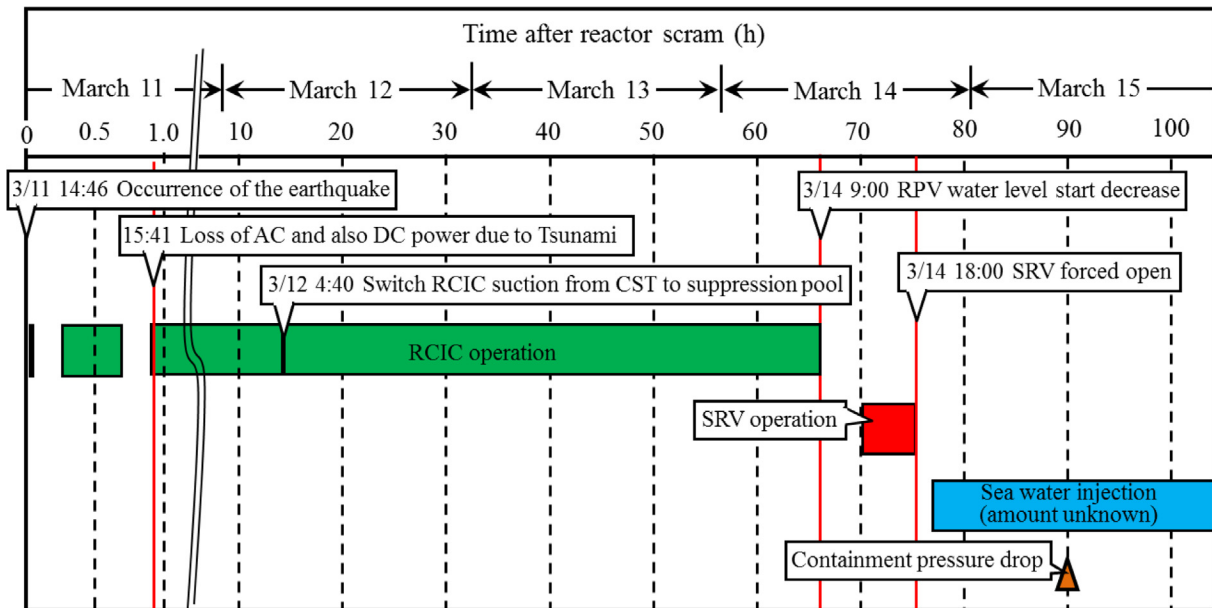 Time after reactor scram (h)
March 11
March 12
March 13
March 14
March 15
0
0.5
1.0
10
20
30
40
50
60
70
80
90
100
3/11 14:46 Occurrence of the earthquake
3/14 9:00 RPV water level start decrease
15:41 Loss of AC and also DC power due to Tsunami
3/14 18:00 SRV forced open
3/12 4:40 Switch RCIC suction from CST to suppression pool
RCIC operation
SRV operation
Sea water injection
(amount unknown)
Containment pressure drop